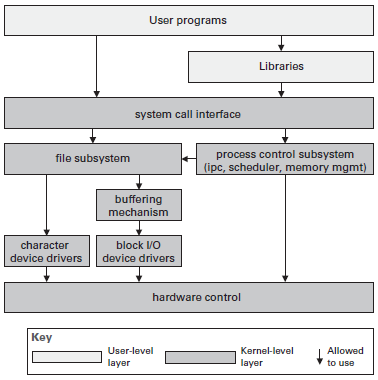 User programs
Libraries
system call interface
file subsystem
process control subsystem
(ipc, scheduler, memory mgmt)
buffering
mechanism
character
device drivers
block I/O
device drivers
hardware control
Key
User-level
layer
Kernel-level
layer
Allowed
to use